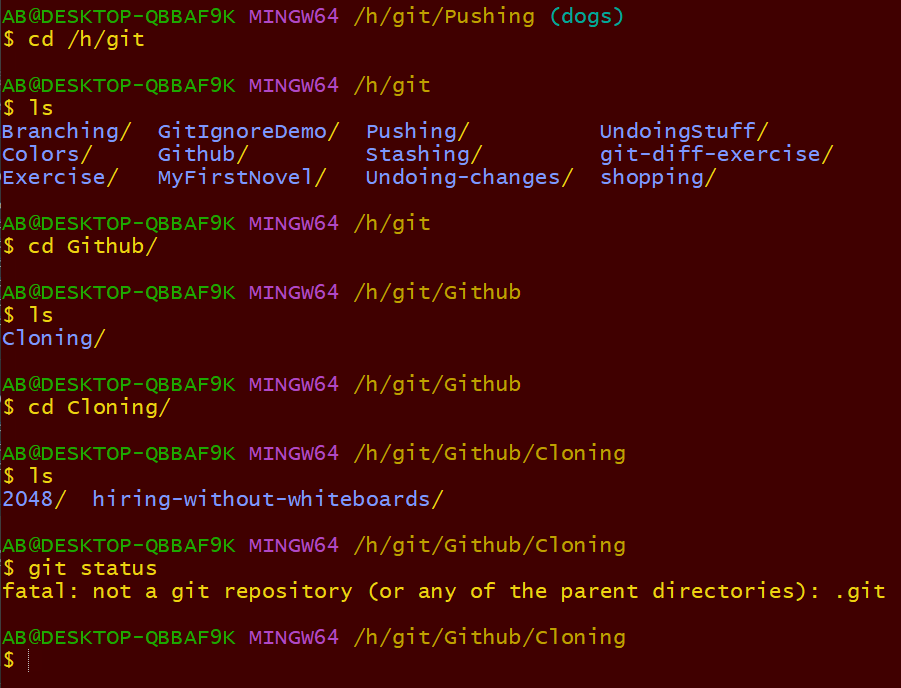 AB@DESKTOP-QBBAF9K MINGW64 /h/git/Pushing (dogs)
$ cd /h/git
AB@DESKTOP-QBBAF9K MINGW64 /h/git
$ ls
Branching/  GitIgnoreDemo/  Pushing/          UndoingStuff/
Colors/     Github/         Stashing/         git-diff-exercise/
Exercise/   MyFirstNovel/   Undoing-changes/  shopping/
AB@DESKTOP-QBBAF9K MINGW64 /h/git
$ cd Github/
AB@DESKTOP-QBBAF9K MINGW64 /h/git/Github
$ ls
Cloning/
AB@DESKTOP-QBBAF9K MINGW64 /h/git/Github
$ cd Cloning/
AB@DESKTOP-QBBAF9K MINGW64 /h/git/Github/Cloning
$ ls
2048/  hiring-without-whiteboards/
AB@DESKTOP-QBBAF9K MINGW64 /h/git/Github/Cloning
$ git status
fatal: not a git repository (or any of the parent directories): .git
AB@DESKTOP-QBBAF9K MINGW64 /h/git/Github/Cloning
$